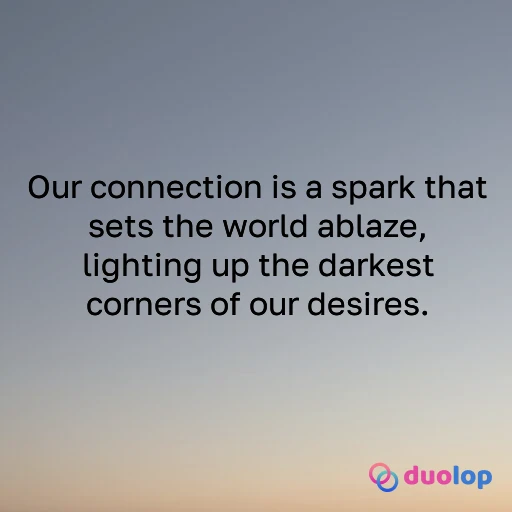 Our connection is a spark that
sets the world ablaze,
lighting up the darkest
corners of our desires.
duolop